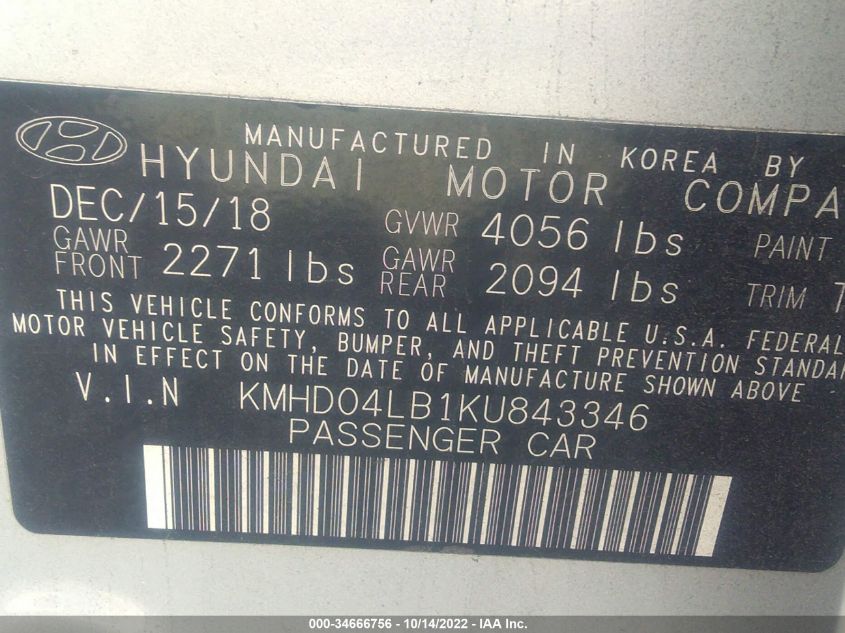 MANUFACTURED IN KOREA BY
HYUNDAI MOTOR COMPA
DEC/15/18 GVWR 4056 lbs PAINT
GAWR FRONT 2271 lbs GAWR REAR 2094 lbs TRIM T
THIS VEHICLE CONFORMS TO ALL APPLICABLE U.S.A. FEDERAL
MOTOR VEHICLE SAFETY, BUMPER, AND THEFT PREVENTION STANDA
IN EFFECT ON THE DATE OF MANUFACTURE SHOWN ABOVE
V.I.N KMHD04LB1KU843346
PASSENGER CAR
000-34666756 - 10/14/2022 - IAA Inc.